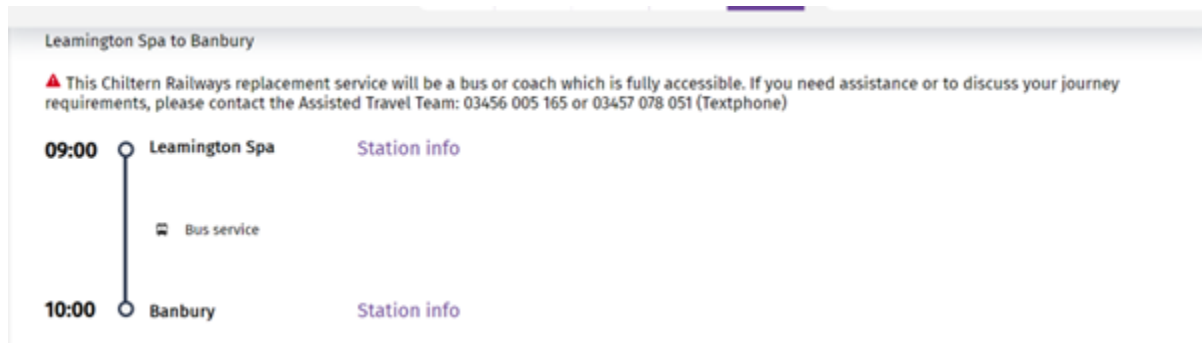 Leamington Spa to Banbury
This Chiltern Railways replacement service will be a bus or coach which is fully accessible. If you need assistance or to discuss your journey
requirements, please contact the Assisted Travel Team: 03456 005 165 or 03457 078 051 (Textphone)
09:00 Leamington Spa Station info
Bus service
10:00 Banbury Station info